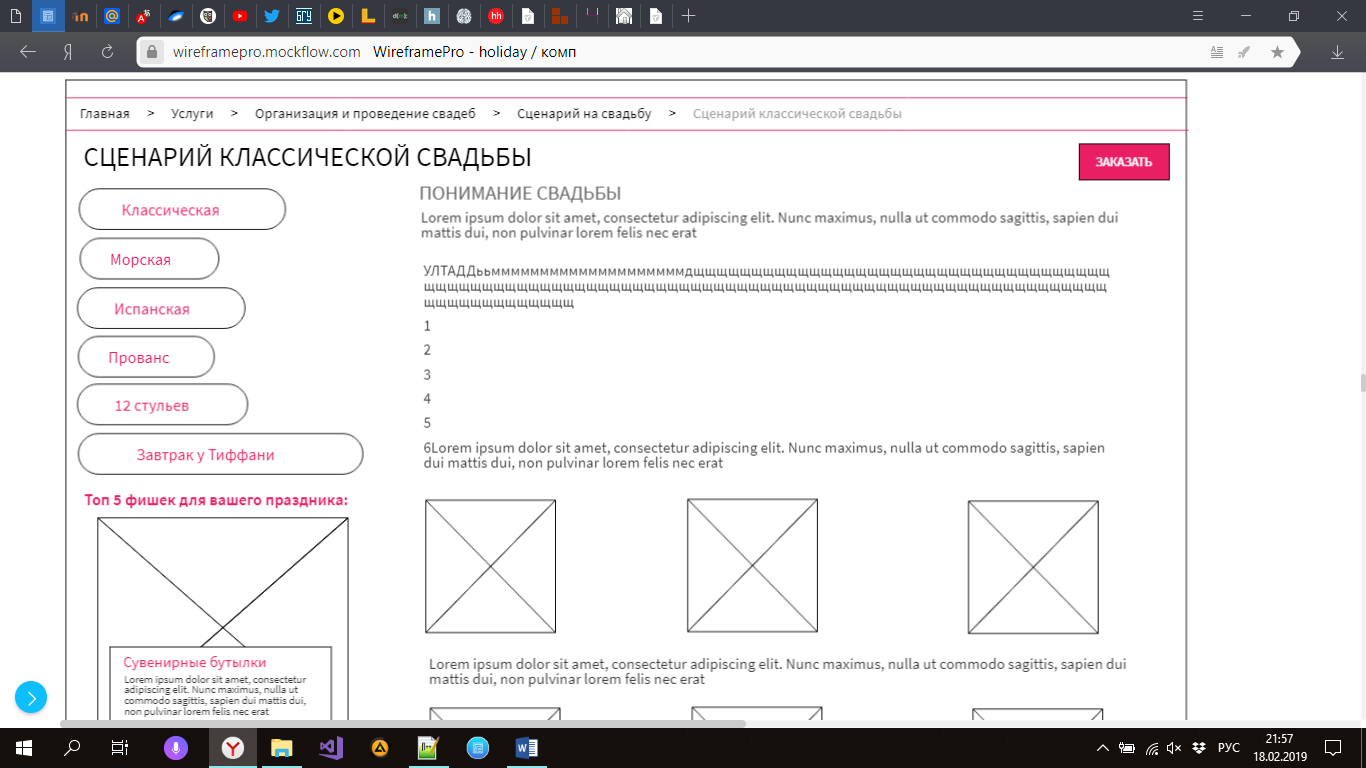 wireframepro.mockflow.com WireframePro - holiday / комп
Главная > Услуги > Организация и проведение свадеб > Сценарий на свадьбу > Сценарий классической свадьбы
СЦЕНАРИЙ КЛАССИЧЕСКОЙ СВАДЬБЫ
ЗАКАЗАТЬ
Классическая
Морская
Испанская
Прованс
12 стульев
Завтрак у Тиффани
Топ 5 фишек для вашего праздника:
Сувенирные бутылки
Lorem ipsum dolor sit amet, consectetur
adipiscing elit. Nunc maximus, nulla ut
commodo sagittis, sapien dui mattis dui,
non pulvinar lorem felis nec erat
ПОНИМАНИЕ СВАДЬБЫ
Lorem ipsum dolor sit amet, consectetur adipiscing elit. Nunc maximus, nulla ut commodo sagittis, sapien dui
mattis dui, non pulvinar lorem felis nec erat
1
2
3
4
5
6Lorem ipsum dolor sit amet, consectetur adipiscing elit. Nunc maximus, nulla ut commodo sagittis, sapien
dui mattis dui, non pulvinar lorem felis nec erat
Lorem ipsum dolor sit amet, consectetur adipiscing elit. Nunc maximus, nulla ut commodo sagittis, sapien dui
mattis dui, non pulvinar lorem felis nec erat
РУС
21:57
18.02.2019